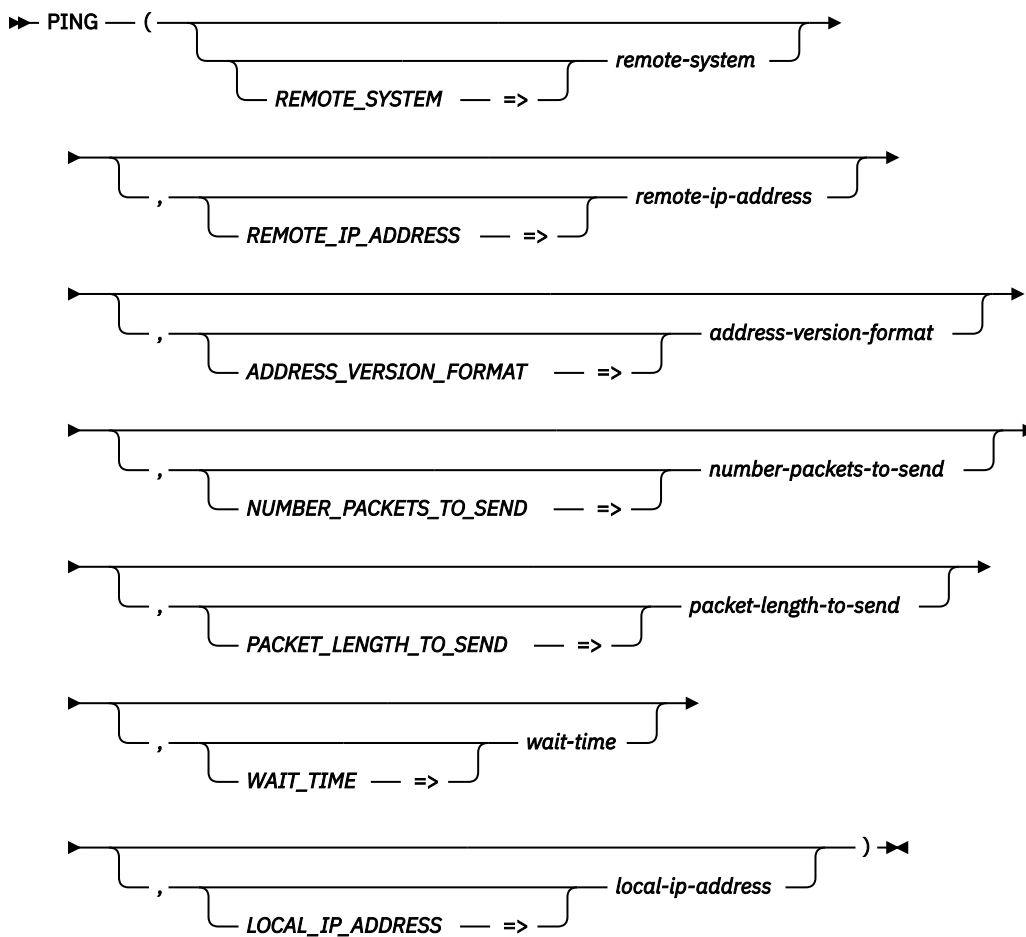 PING (
remote-system
REMOTE_SYSTEM =>
, remote-ip-address
REMOTE_IP_ADDRESS =>
, address-version-format
ADDRESS_VERSION_FORMAT =>
, number-packets-to-send
NUMBER_PACKETS_TO_SEND =>
, packet-length-to-send
PACKET_LENGTH_TO_SEND =>
, wait-time
WAIT_TIME =>
)
, local-ip-address
LOCAL_IP_ADDRESS =>